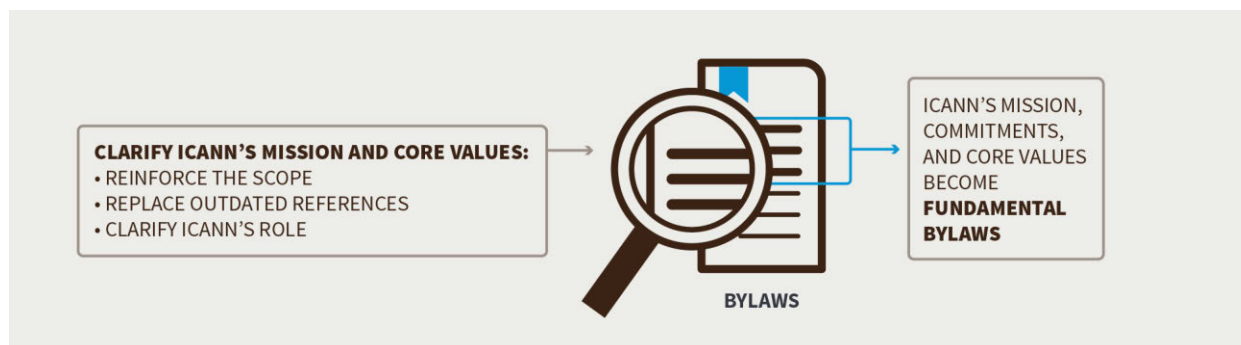 CLARIFY ICANN’S MISSION AND CORE VALUES:
• REINFORCE THE SCOPE
• REPLACE OUTDATED REFERENCES
• CLARIFY ICANN’S ROLE
BYLAWS
ICANN’S MISSION,
COMMITMENTS,
AND CORE VALUES
BECOME
FUNDAMENTAL
BYLAWS